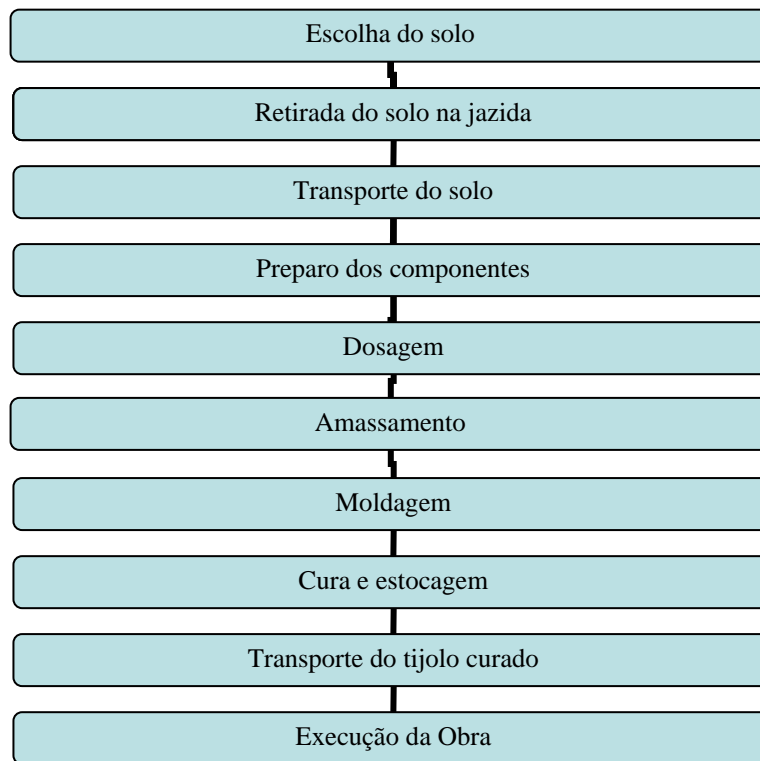 Escolha do solo
Retirada do solo na jazida
Transporte do solo
Preparo dos componentes
Dosagem
Amassamento
Moldagem
Cura e estocagem
Transporte do tijolo curado
Execução da Obra